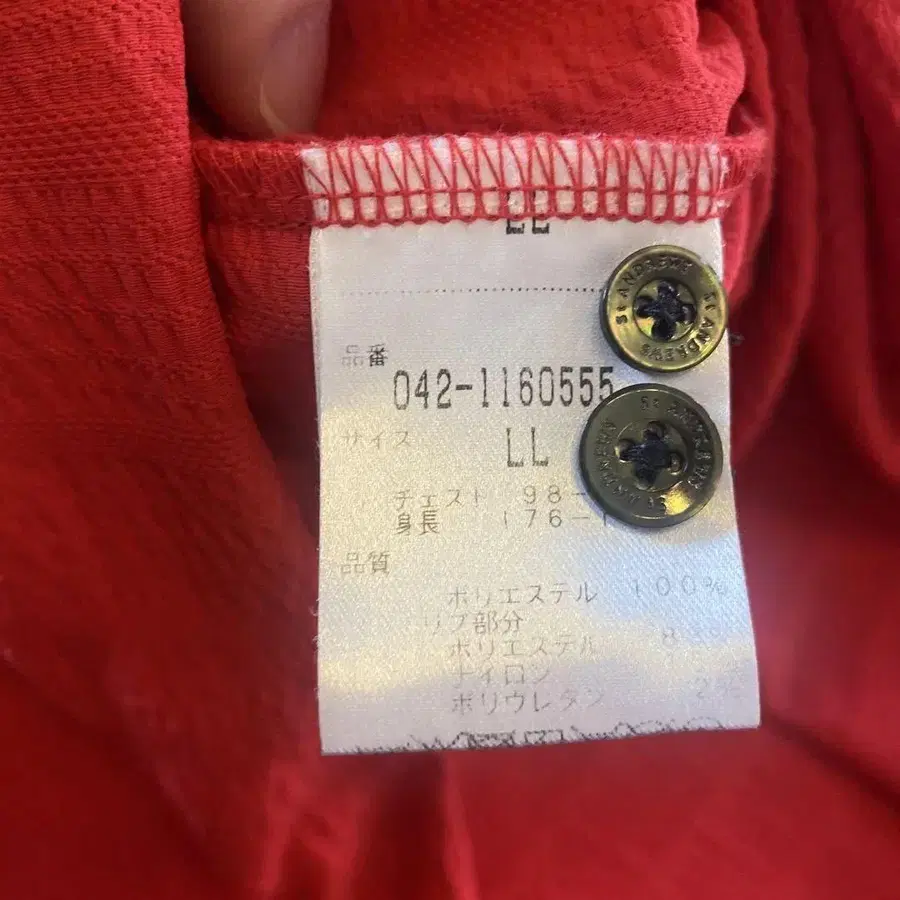 LL
品番
042-1160555
サイズ
LL
チェスト 98-
身長 176-1
品質
ポリエステル 100%
リブ部分
ポリエステル
ナイロン
ポリウレタン 2%
St ANDREWS St ANDREWS
St ANDREWS St ANDREWS